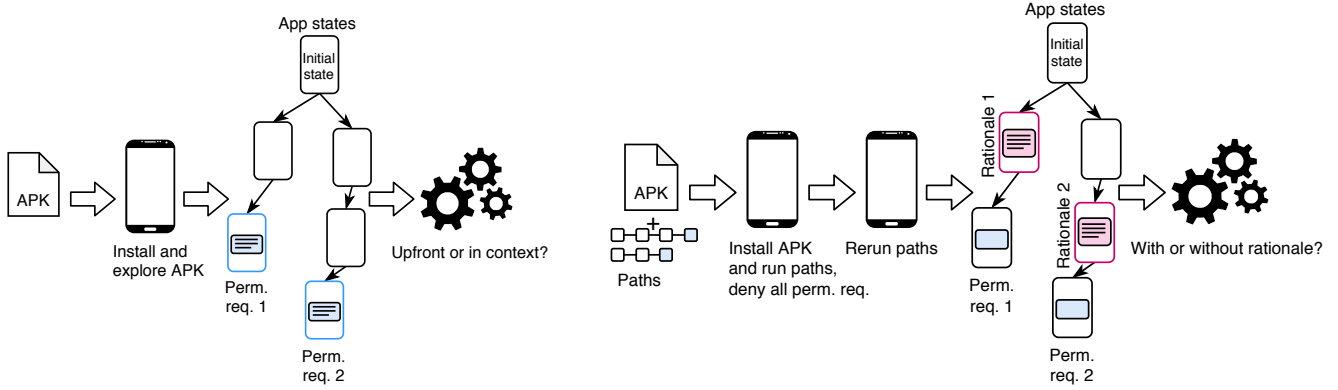 App states
Initial
state
APK
Install and
explore APK
Perm.
req. 1
Perm.
req. 2
Upfront or in context?
App states
Initial
state
Rationale 1
APK
+
Paths
Install APK
and run paths,
deny all perm. req.
Rerun paths
Rationale 2
Perm.
req. 1
Perm.
req. 2
With or without rationale?